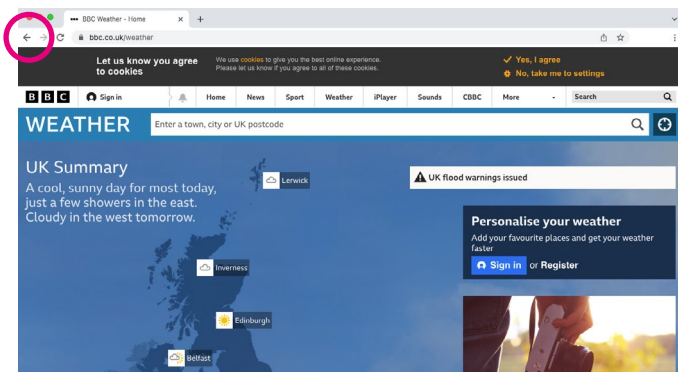 BBC Weather - Home
bbc.co.uk/weather
Let us know you agree
to cookies
We use cookies to give you the best online experience.
Please let us know if you agree to all of these cookies.
Yes, I agree
No, take me to settings
BBC Sign in Home News Sport Weather iPlayer Sounds CBBC More Search
WEATHER Enter a town, city or UK postcode
UK Summary
A cool, sunny day for most today,
just a few showers in the east.
Cloudy in the west tomorrow.
Lerwick
UK flood warnings issued
Personalise your weather
Add your favourite places and get your weather
faster
Sign in or Register
Inverness
Edinburgh
Belfast